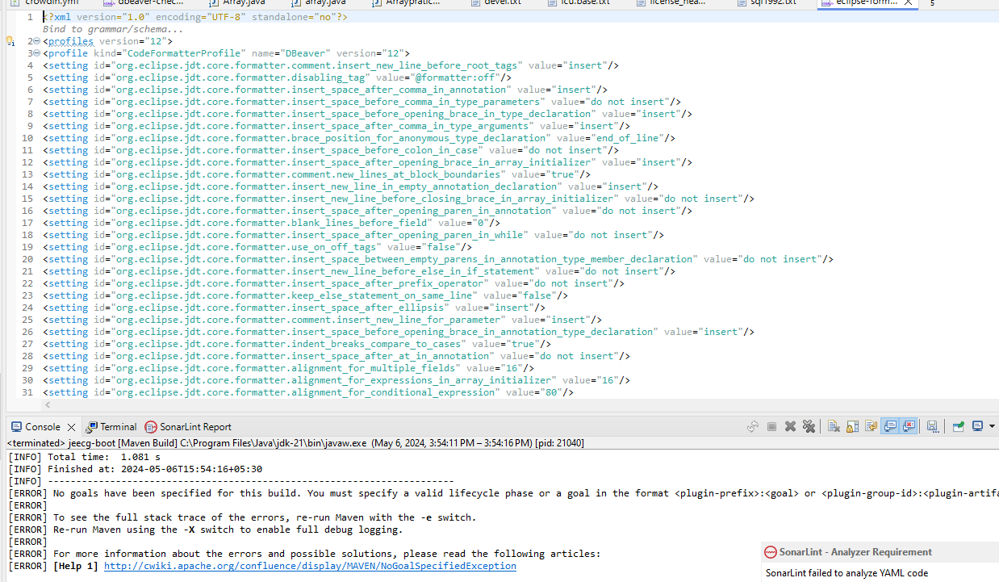 crowdin.yml dbeaver-chec... Array.java array.java Arraypratic... devel.txt icu.base.txt license_hea... sql1992.txt eclipse-form... 5
1 <?xml version="1.0" encoding="UTF-8" standalone="no"?>
Bind to grammar/schema...
2 <profiles version="12">
3 <profile kind="CodeFormatterProfile" name="DBeaver" version="12">
4 <setting id="org.eclipse.jdt.core.formatter.comment.insert_new_line_before_root_tags" value="insert"/>
5 <setting id="org.eclipse.jdt.core.formatter.disabling_tag" value="@formatter:off"/>
6 <setting id="org.eclipse.jdt.core.formatter.insert_space_after_comma_in_annotation" value="insert"/>
7 <setting id="org.eclipse.jdt.core.formatter.insert_space_before_comma_in_type_parameters" value="do not insert"/>
8 <setting id="org.eclipse.jdt.core.formatter.insert_space_before_opening_brace_in_type_declaration" value="insert"/>
9 <setting id="org.eclipse.jdt.core.formatter.insert_space_after_comma_in_type_arguments" value="insert"/>
10 <setting id="org.eclipse.jdt.core.formatter.brace_position_for_anonymous_type_declaration" value="end_of_line"/>
11 <setting id="org.eclipse.jdt.core.formatter.insert_space_before_colon_in_case" value="do not insert"/>
12 <setting id="org.eclipse.jdt.core.formatter.insert_space_after_opening_brace_in_array_initializer" value="insert"/>
13 <setting id="org.eclipse.jdt.core.formatter.comment.new_lines_at_block_boundaries" value="true"/>
14 <setting id="org.eclipse.jdt.core.formatter.insert_new_line_in_empty_annotation_declaration" value="insert"/>
15 <setting id="org.eclipse.jdt.core.formatter.insert_new_line_before_closing_brace_in_array_initializer" value="do not insert"/>
16 <setting id="org.eclipse.jdt.core.formatter.insert_space_after_opening_paren_in_annotation" value="do not insert"/>
17 <setting id="org.eclipse.jdt.core.formatter.blank_lines_before_field" value="0"/>
18 <setting id="org.eclipse.jdt.core.formatter.insert_space_after_opening_paren_in_while" value="do not insert"/>
19 <setting id="org.eclipse.jdt.core.formatter.use_on_off_tags" value="false"/>
20 <setting id="org.eclipse.jdt.core.formatter.insert_space_between_empty_parens_in_annotation_type_member_declaration" value="do not insert"/>
21 <setting id="org.eclipse.jdt.core.formatter.insert_new_line_before_else_in_if_statement" value="do not insert"/>
22 <setting id="org.eclipse.jdt.core.formatter.insert_space_after_prefix_operator" value="do not insert"/>
23 <setting id="org.eclipse.jdt.core.formatter.keep_else_statement_on_same_line" value="false"/>
24 <setting id="org.eclipse.jdt.core.formatter.insert_space_after_ellipsis" value="insert"/>
25 <setting id="org.eclipse.jdt.core.formatter.comment.insert_new_line_for_parameter" value="insert"/>
26 <setting id="org.eclipse.jdt.core.formatter.insert_space_before_opening_brace_in_annotation_type_declaration" value="insert"/>
27 <setting id="org.eclipse.jdt.core.formatter.indent_breaks_compare_to_cases" value="true"/>
28 <setting id="org.eclipse.jdt.core.formatter.insert_space_after_at_in_annotation" value="do not insert"/>
29 <setting id="org.eclipse.jdt.core.formatter.alignment_for_multiple_fields" value="16"/>
30 <setting id="org.eclipse.jdt.core.formatter.alignment_for_expressions_in_array_initializer" value="16"/>
31 <setting id="org.eclipse.jdt.core.formatter.alignment_for_conditional_expression" value="80"/>
Console Terminal SonarLint Report
<terminated> jeecg-boot [Maven Build] C:\Program Files\Java\jdk-21\bin\javaw.exe (May 6, 2024, 3:54:11 PM – 3:54:16 PM) [pid: 21040]
[INFO] Total time:  1.081 s
[INFO] Finished at: 2024-05-06T15:54:16+05:30
[INFO] ------------------------------------------------------------------------
[ERROR] No goals have been specified for this build. You must specify a valid lifecycle phase or a goal in the format <plugin-prefix>:<goal> or <plugin-group-id>:<plugin-artifa
[ERROR]
[ERROR] To see the full stack trace of the errors, re-run Maven with the -e switch.
[ERROR] Re-run Maven using the -X switch to enable full debug logging.
[ERROR]
[ERROR] For more information about the errors and possible solutions, please read the following articles:
[ERROR] [Help 1] http://cwiki.apache.org/confluence/display/MAVEN/NoGoalSpecifiedException
SonarLint - Analyzer Requirement
SonarLint failed to analyze YAML code